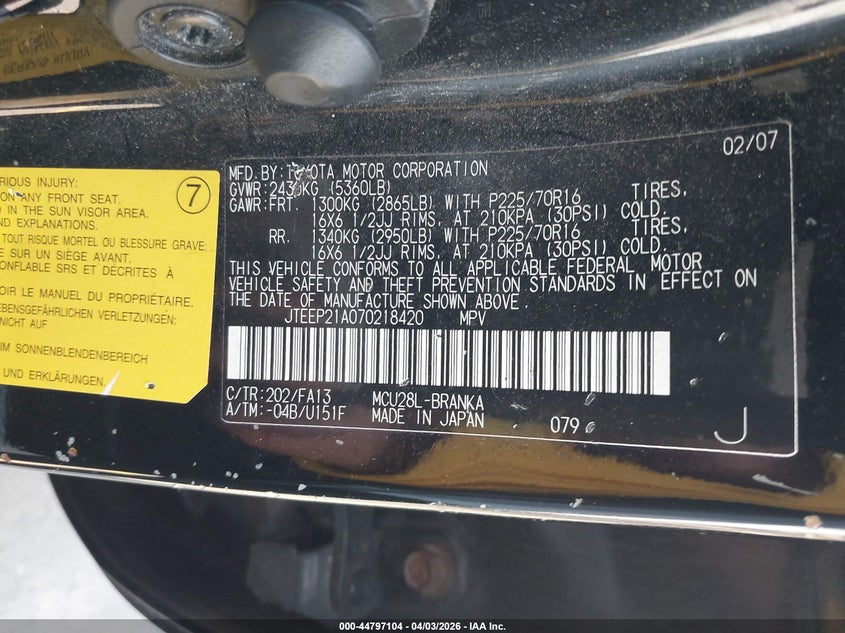 RIOUS INJURY:
ON ANY FRONT SEAT.
D IN THE SUN VISOR AREA.
ND EXPLANATIONS.
7
TOUT RISQUE MORTEL OU BLESSURE GRAVE:
E SUR UN SIÈGE AVANT.
ONFLABLE SRS ET DÉCRITES À
OIR LE MANUEL DU PROPRIÉTAIRE.
EBENSGEFÄHRLICHEN VERLETZUNGEN:
NICHT AUF
IM SONNENBLENDENBEREICH
UND ERKLÄRUNGEN.
02/07
MFD.BY:TOYOTA MOTOR CORPORATION
GVWR:2430KG (5360LB)
GAWR:FRT. 1300KG (2865LB) WITH P225/70R16 TIRES,
16X6 1/2JJ RIMS, AT 210KPA (30PSI) COLD.
RR. 1340KG (2950LB) WITH P225/70R16 TIRES,
16X6 1/2JJ RIMS, AT 210KPA (30PSI) COLD.
THIS VEHICLE CONFORMS TO ALL APPLICABLE FEDERAL MOTOR
VEHICLE SAFETY AND THEFT PREVENTION STANDARDS IN EFFECT ON
THE DATE OF MANUFACTURE SHOWN ABOVE
JTEEP21A070218420 MPV
C/TR:202/FA13 MCU28L-BRANKA
A/TM:-04B/U151F MADE IN JAPAN 079
J
000-44797104 - 04/03/2026 - IAA Inc.